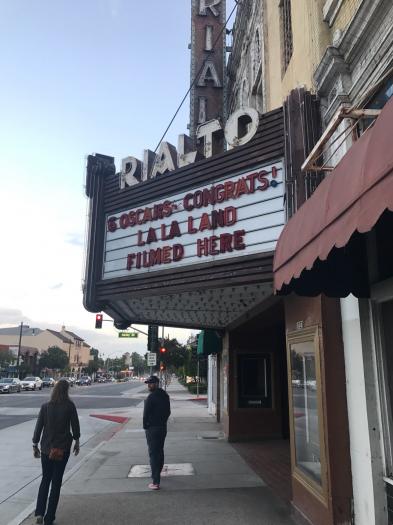 RIALTO
RIALTO
6 OSCARS- CONGRATS!
LA LA LAND
FILMED HERE